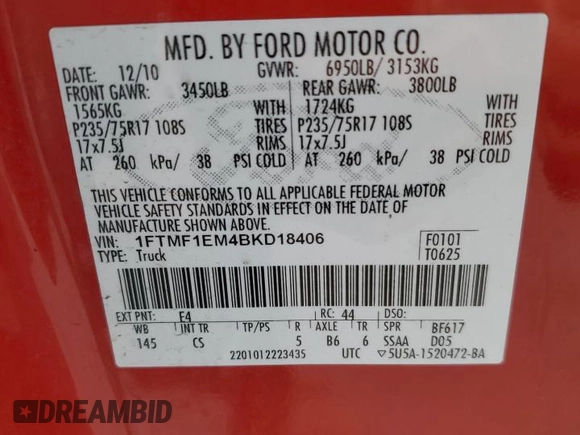 MFD. BY FORD MOTOR CO.
DATE: 12/10 GVWR: 6950LB/ 3153KG
FRONT GAWR: 3450LB REAR GAWR: 3800LB
1565KG WITH 1724KG WITH
P235/75R17 108S TIRES P235/75R17 108S TIRES
17x7.5J RIMS 17x7.5J RIMS
AT 260 kPa/ 38 PSI COLD AT 260 kPa/ 38 PSI COLD
THIS VEHICLE CONFORMS TO ALL APPLICABLE FEDERAL MOTOR
VEHICLE SAFETY STANDARDS IN EFFECT ON THE DATE OF
MANUFACTURE SHOWN ABOVE.
VIN: 1FTMF1EM4BKD18406 F0101
TYPE: Truck T0625
EXT PNT: F4 RC: 44 DSO:
WB INT TR TP/PS R AXLE TR SPR BF617
145 CS 5 B6 6 SSAA D05
2201012223435 UTC ▽5U5A-1520472-BA
DREAMBID